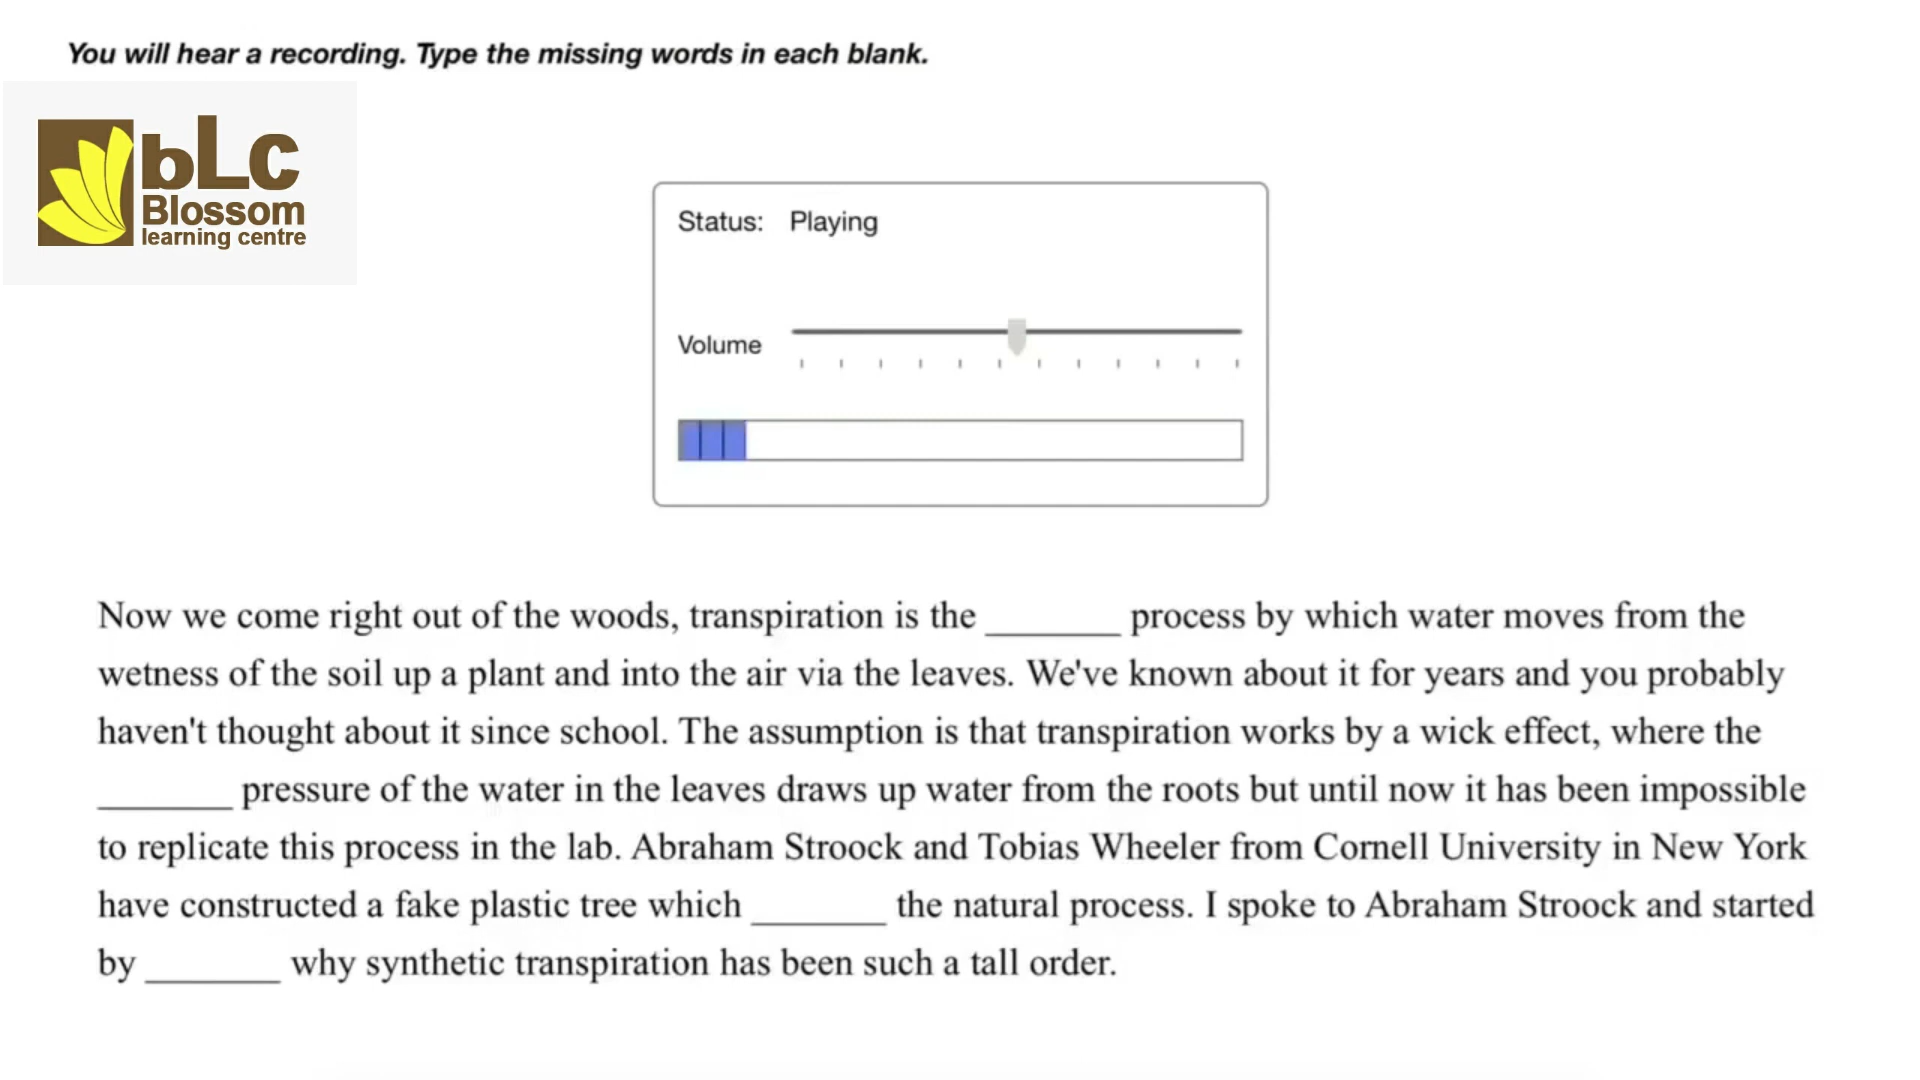 You will hear a recording. Type the missing words in each blank.
bLc
Blossom
learning centre
Status: Playing
Volume
Now we come right out of the woods, transpiration is the _______ process by which water moves from the
wetness of the soil up a plant and into the air via the leaves. We've known about it for years and you probably
haven't thought about it since school. The assumption is that transpiration works by a wick effect, where the
_______ pressure of the water in the leaves draws up water from the roots but until now it has been impossible
to replicate this process in the lab. Abraham Stroock and Tobias Wheeler from Cornell University in New York
have constructed a fake plastic tree which _______ the natural process. I spoke to Abraham Stroock and started
by _______ why synthetic transpiration has been such a tall order.